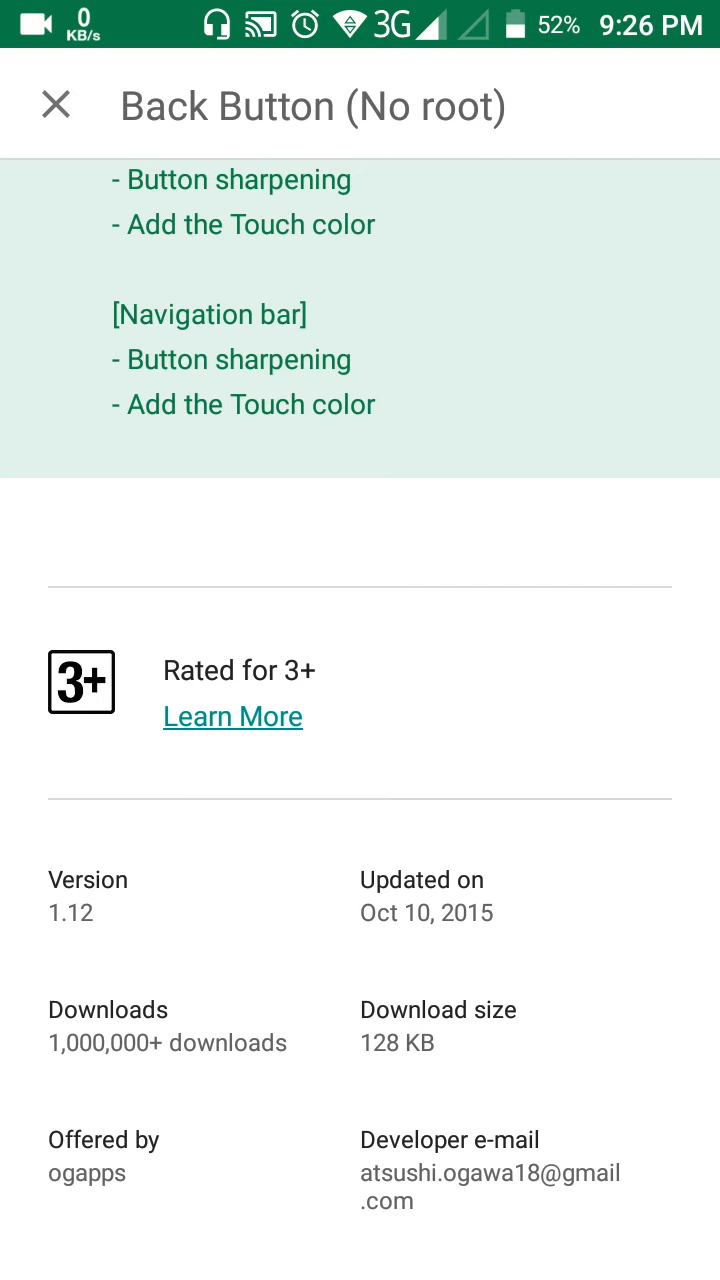 0
KB/s
3G
52%
9:26 PM
Back Button (No root)
- Button sharpening
- Add the Touch color
[Navigation bar]
- Button sharpening
- Add the Touch color
3+
Rated for 3+
Learn More
Version
Updated on
1.12
Oct 10, 2015
Downloads
Download size
1,000,000+ downloads
128 KB
Offered by
Developer e-mail
ogapps
atsushi.ogawa18@gmail
.com